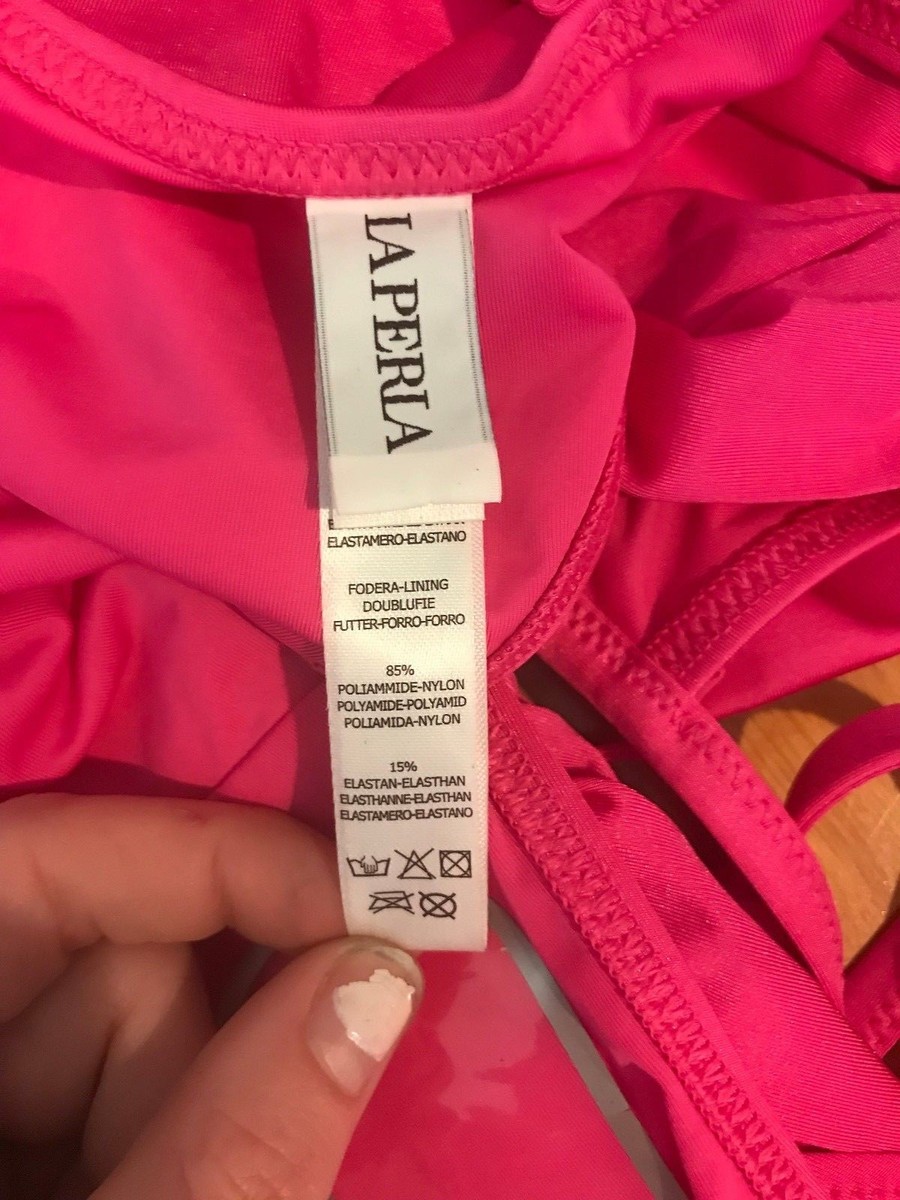 LA PERLA
ELASTAMERO-ELASTANO
FODERA-LINING
DOUBLUFIE
FUTTER-FORRO-FORRO
85%
POLIAMMIDE-NYLON
POLYAMIDE-POLYAMID
POLIAMIDA-NYLON
15%
ELASTAN-ELASTHAN
ELASTHANNE-ELASTHAN
ELASTAMERO-ELASTANO